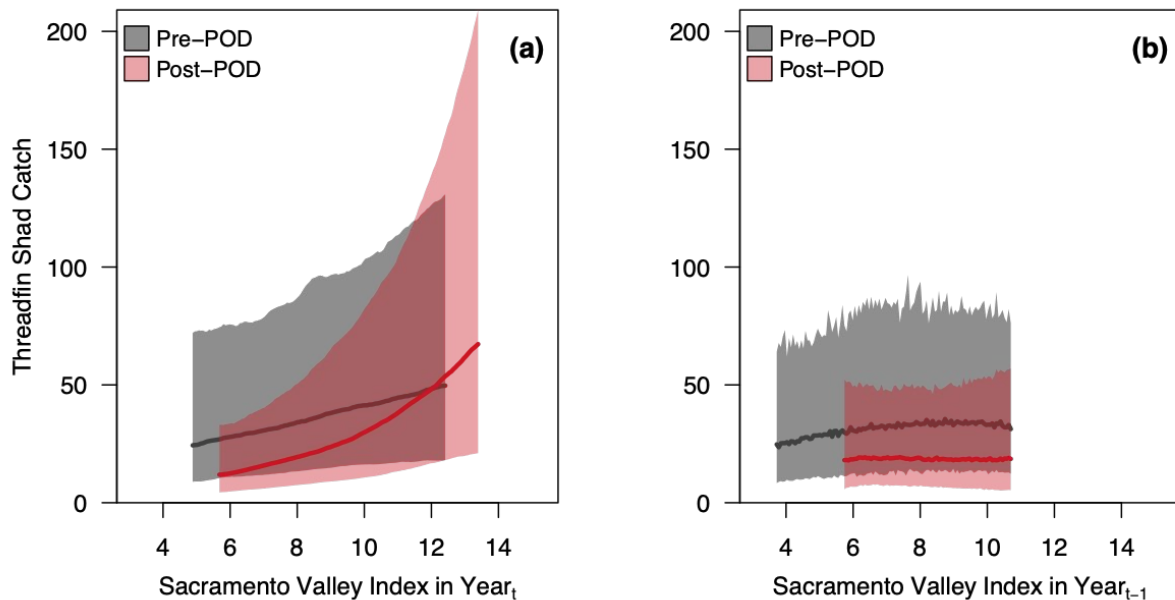 Threadfin Shad Catch
200
150
100
50
0
Pre−POD
Post−POD
(a)
4 6 8 10 12 14
Sacramento Valley Index in Yearₜ
200
150
100
50
0
Pre−POD
Post−POD
(b)
4 6 8 10 12 14
Sacramento Valley Index in Yearₜ₋₁